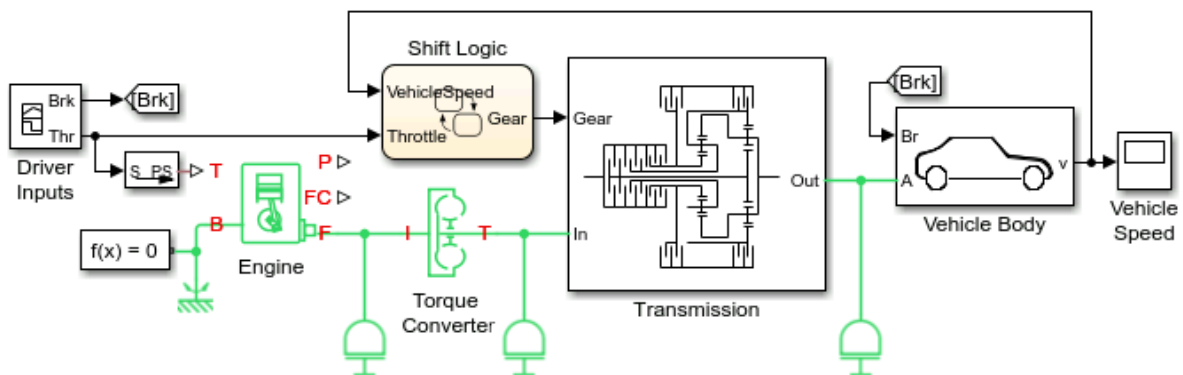 Shift Logic
Brk
[Brk]
[Brk]
VehicleSpeed
Gear
Gear
Thr
Throttle
Br
v
Driver
Inputs
S PS
T
P
FC
Out
A
Vehicle Body
Vehicle
Speed
B
F
I
T
In
f(x) = 0
Engine
Torque
Converter
Transmission